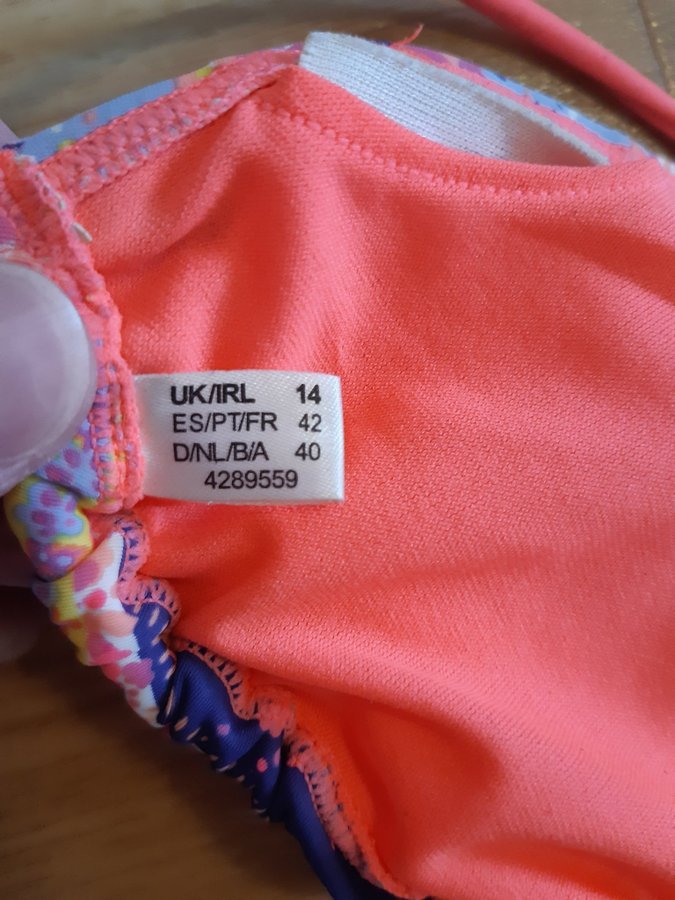 UK/IRL 14
ES/PT/FR 42
D/NL/B/A 40
4289559